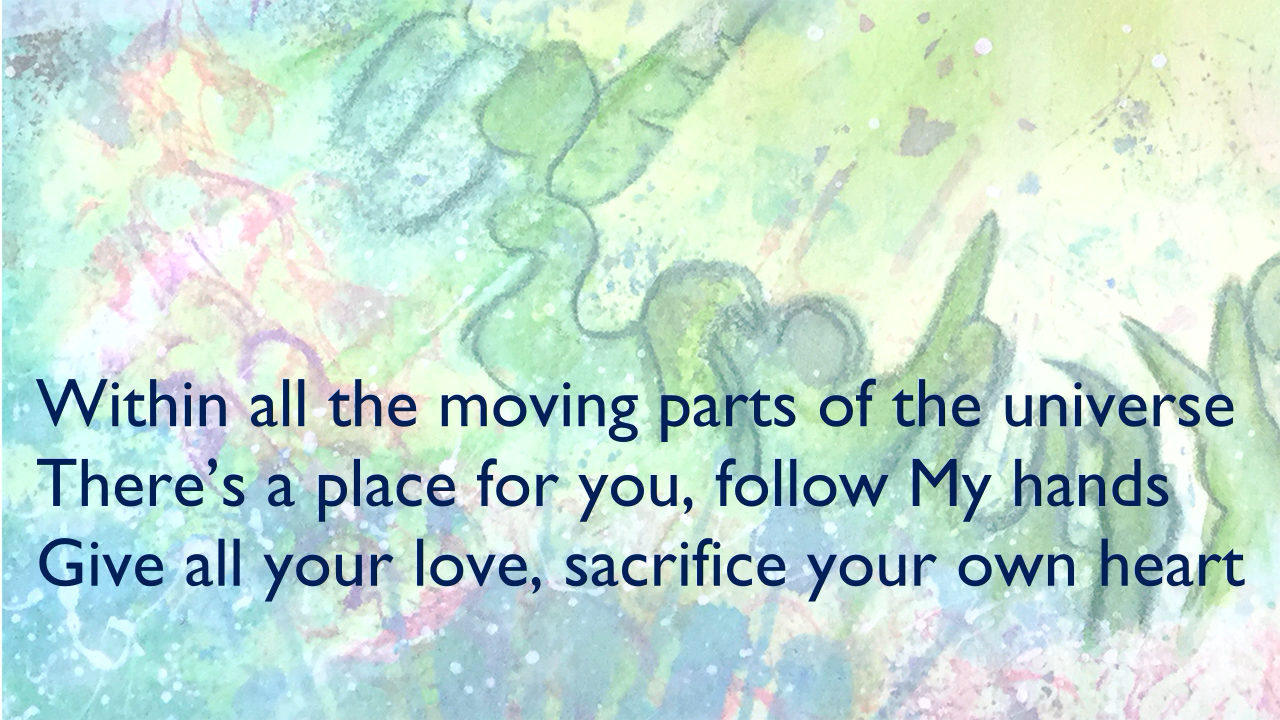 Within all the moving parts of the universe
There’s a place for you, follow My hands
Give all your love, sacrifice your own heart